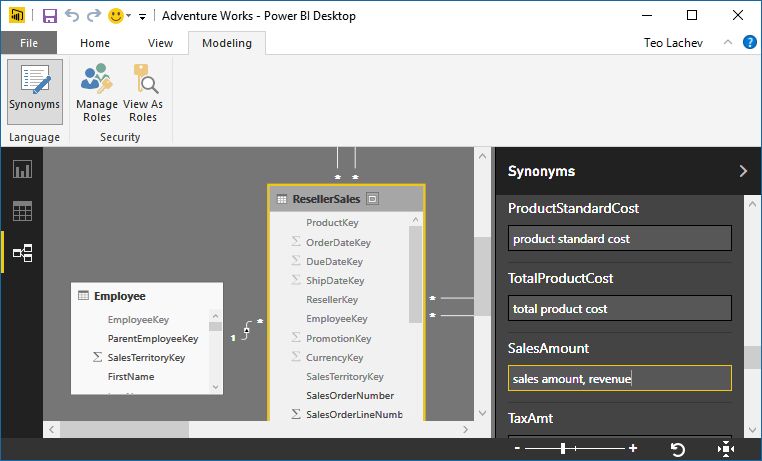 Adventure Works - Power BI Desktop
File
Home
View
Modeling
Teo Lachev
Synonyms
Manage
Roles
View As
Roles
Language
Security
ResellerSales
ProductKey
OrderDateKey
DueDateKey
ShipDateKey
ResellerKey
EmployeeKey
PromotionKey
CurrencyKey
SalesTerritoryKey
SalesOrderNumber
SalesOrderLineNumb
Employee
EmployeeKey
ParentEmployeeKey
SalesTerritoryKey
FirstName
1
*
*
*
*
*
Synonyms
ProductStandardCost
product standard cost
TotalProductCost
total product cost
SalesAmount
sales amount, revenue
TaxAmt
- +